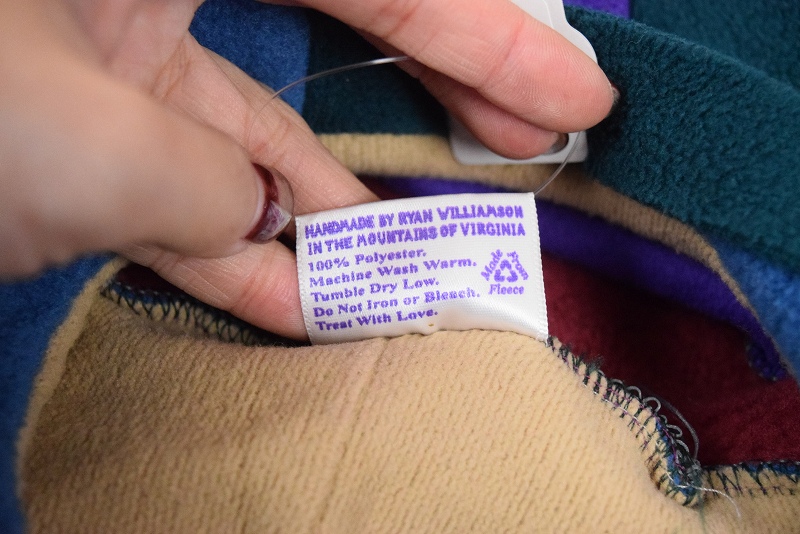 HANDMADE BY RYAN WILLIAMSON
IN THE MOUNTAINS OF VIRGINIA
100% Polyester.
Machine Wash Warm.
Tumble Dry Low.
Do Not Iron or Bleach.
Treat With Love.
Made From
Fleece